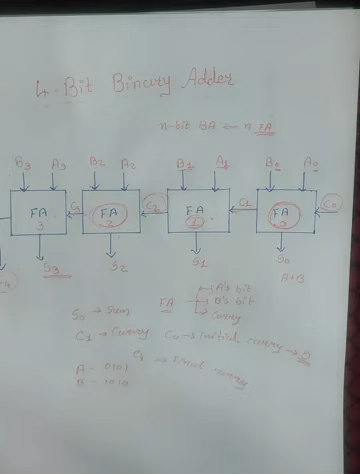 4. Bit Binary Adder
n-bit BA ← n FA
B3 A3 B2 A2 B1 A1 B0 A0
FA 3 C3 FA 2 C2 FA 1 C1 FA 0 C0
4
S3 S2 S1 S0
A+B
FA
A's bit
B's bit
Carry
S0 → Sum
C1 → Carry C0 → initial carry → 0
→ carry
A - 0101
B - 1010